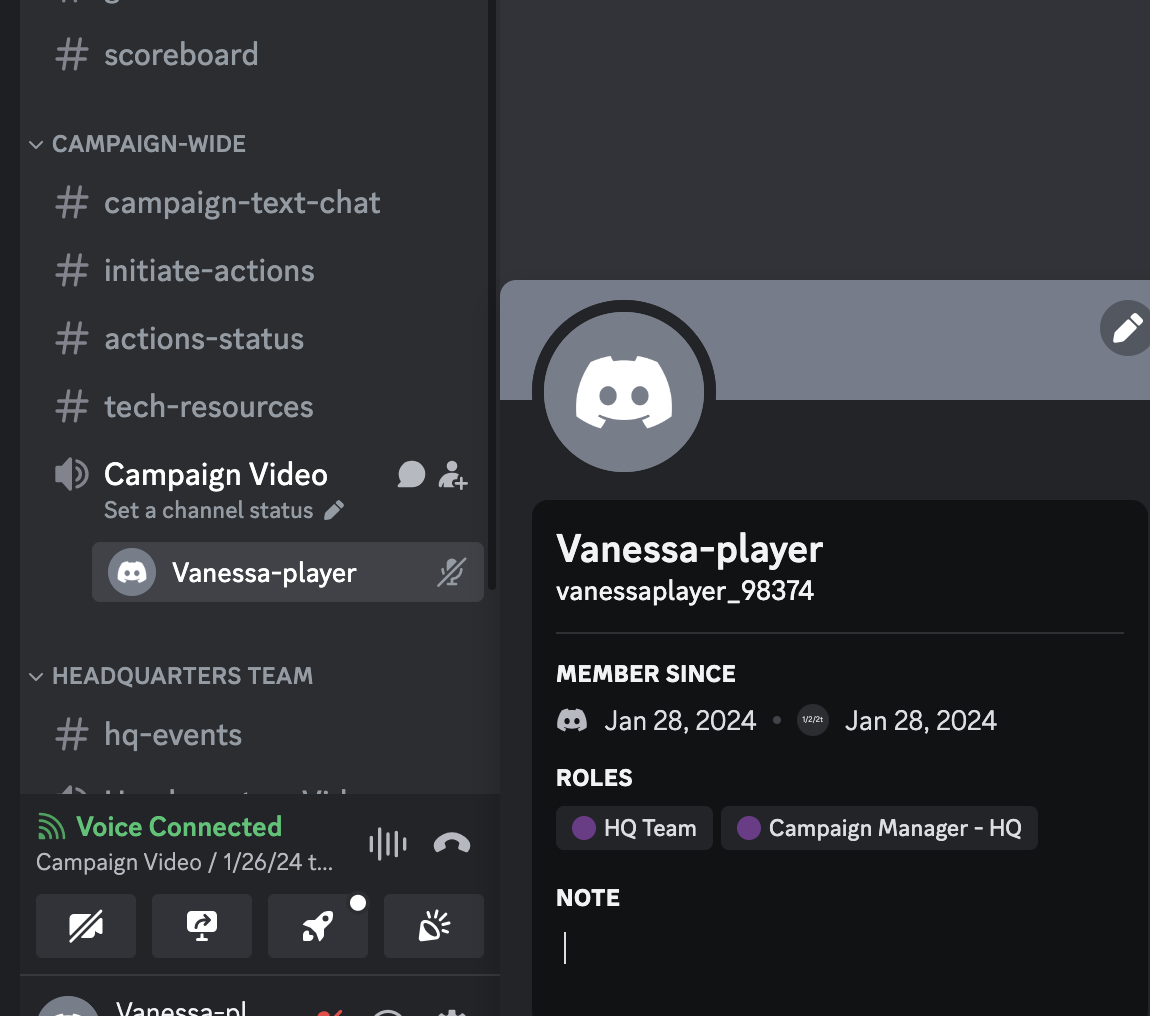 # scoreboard
CAMPAIGN-WIDE
# campaign-text-chat
# initiate-actions
# actions-status
# tech-resources
Campaign Video
Set a channel status
Vanessa-player
HEADQUARTERS TEAM
# hq-events
Voice Connected
Campaign Video / 1/26/24 t...
Vanessa-pl
Vanessa-player
vanessaplayer_98374
MEMBER SINCE
Jan 28, 2024 • 1/2/2t Jan 28, 2024
ROLES
HQ Team Campaign Manager - HQ
NOTE